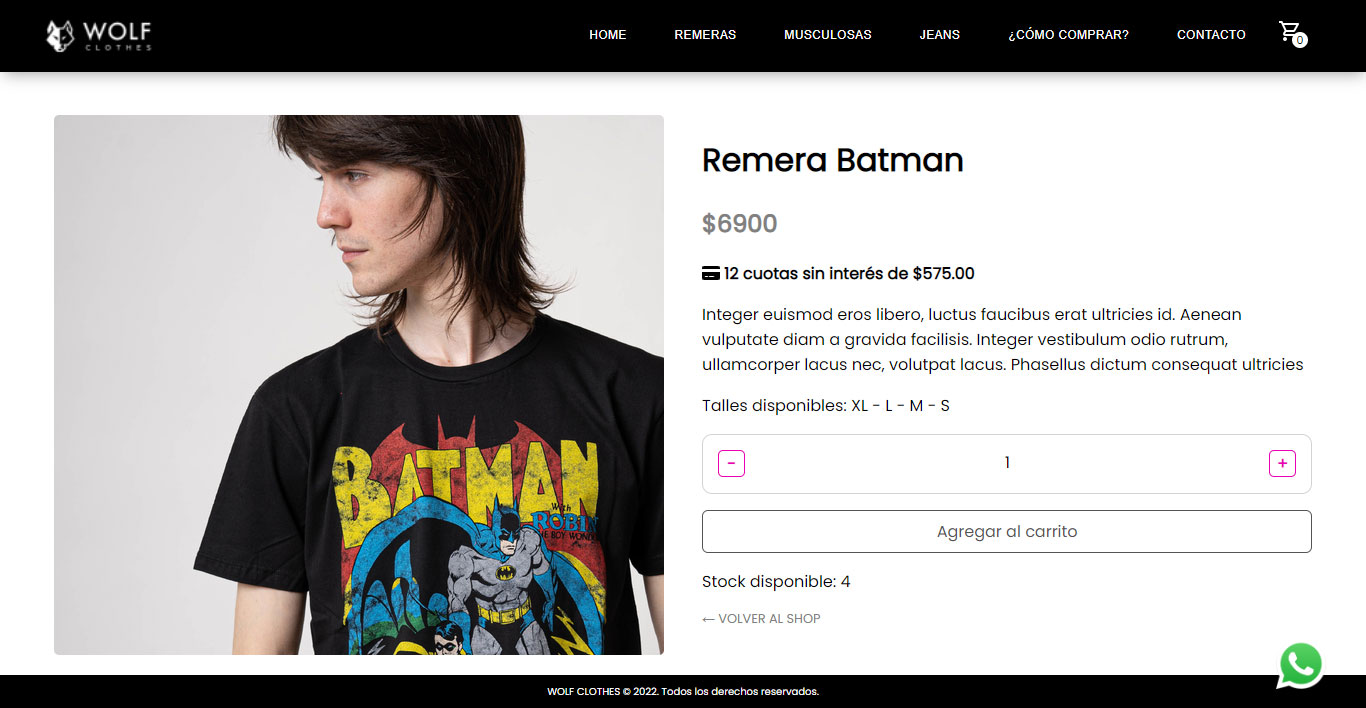 WOLF
CLOTHES
HOME
REMERAS
MUSCULOSAS
JEANS
¿CÓMO COMPRAR?
CONTACTO
0
BATMAN
With
ROBIN
THE BOY WONDER
Remera Batman
$6900
12 cuotas sin interés de $575.00
Integer euismod eros libero, luctus faucibus erat ultricies id. Aenean
vulputate diam a gravida facilisis. Integer vestibulum odio rutrum,
ullamcorper lacus nec, volutpat lacus. Phasellus dictum consequat ultricies
Talles disponibles: XL - L - M - S
- 1 +
Agregar al carrito
Stock disponible: 4
← VOLVER AL SHOP
WOLF CLOTHES © 2022. Todos los derechos reservados.